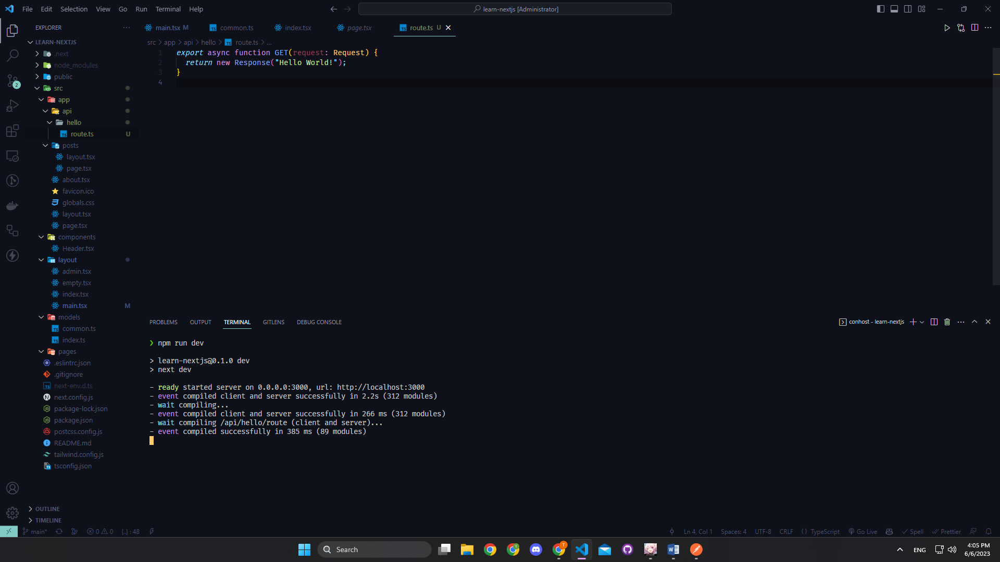 File Edit Selection View Go Run Terminal Help
learn-nextjs [Administrator]
EXPLORER
LEARN-NEXTJS
.next
node_modules
public
src
app
api
hello
route.ts U
posts
layout.tsx
page.tsx
about.tsx
favicon.ico
globals.css
layout.tsx
page.tsx
components
Header.tsx
layout
admin.tsx
empty.tsx
index.tsx
main.tsx M
models
common.ts
index.ts
pages
.eslintrc.json
.gitignore
next-env.d.ts
next.config.js
package-lock.json
package.json
postcss.config.js
README.md
tailwind.config.js
tsconfig.json
OUTLINE
TIMELINE
2
main.tsx M common.ts index.tsx page.tsx route.ts U
src > app > api > hello > route.ts > ...
1 export async function GET(request: Request) {
2 return new Response("Hello World!");
3 }
4
PROBLEMS OUTPUT TERMINAL GITLENS DEBUG CONSOLE
conhost - learn-nextjs
❯ npm run dev
> learn-nextjs@0.1.0 dev
> next dev
- ready started server on 0.0.0.0:3000, url: http://localhost:3000
- event compiled client and server successfully in 2.2s (312 modules)
- wait compiling...
- event compiled client and server successfully in 266 ms (312 modules)
- wait compiling /api/hello/route (client and server)...
- event compiled successfully in 385 ms (89 modules)
main* 0 0 {..} : 48
Ln 4, Col 1 Spaces: 4 UTF-8 CRLF { } TypeScript Go Live Spell Prettier
Search
ENG
4:05 PM
6/6/2023